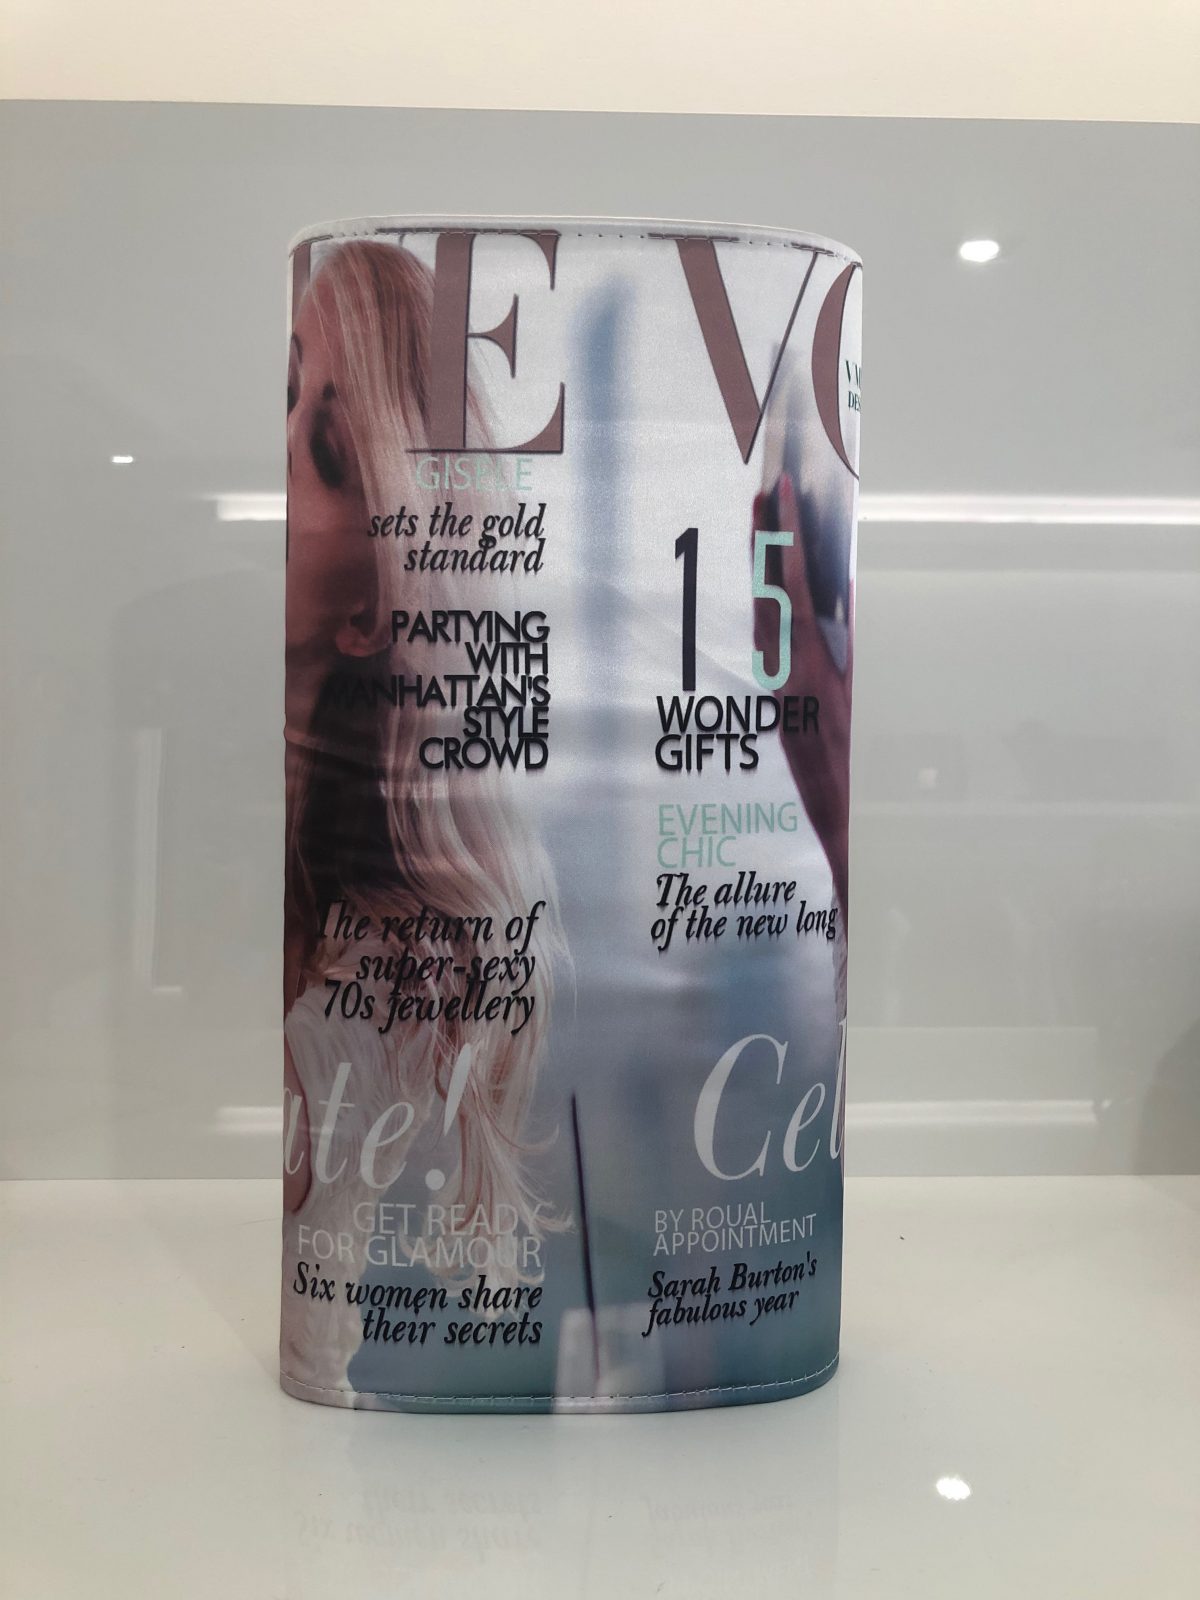 E
GISELE
sets the gold
standard
PARTYING
WITH
MANHATTAN'S
STYLE
CROWD
The return of
super-sexy
70s jewellery
ate!
GET READY
FOR GLAMOUR
Six women share
their secrets
VO
15
WONDER
GIFTS
EVENING
CHIC
The allure
of the new long
Cel
BY ROUAL
APPOINTMENT
Sarah Burton's
fabulous year